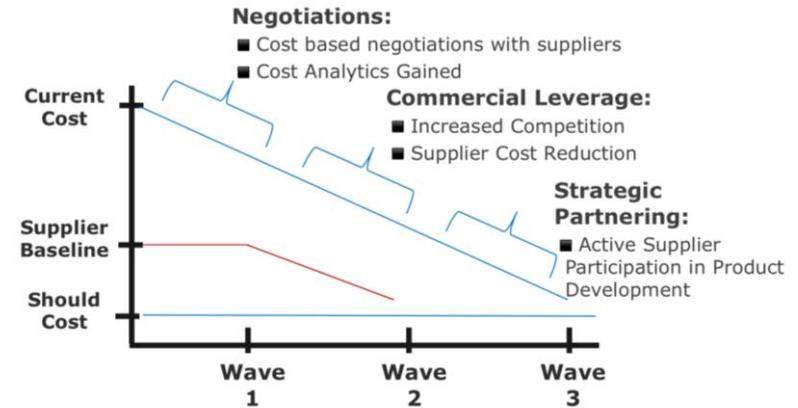 Negotiations:
■ Cost based negotiations with suppliers
■ Cost Analytics Gained
Current
Cost
Commercial Leverage:
■ Increased Competition
■ Supplier Cost Reduction
Strategic
Partnering:
■ Active Supplier
Participation in Product
Development
Supplier
Baseline
Should
Cost
Wave
1
Wave
2
Wave
3